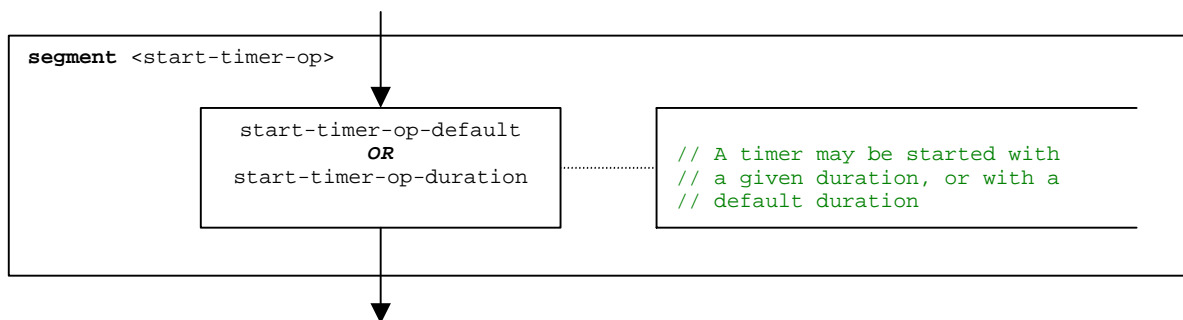 segment <start-timer-op>
start-timer-op-default
OR
start-timer-op-duration
// A timer may be started with
// a given duration, or with a
// default duration